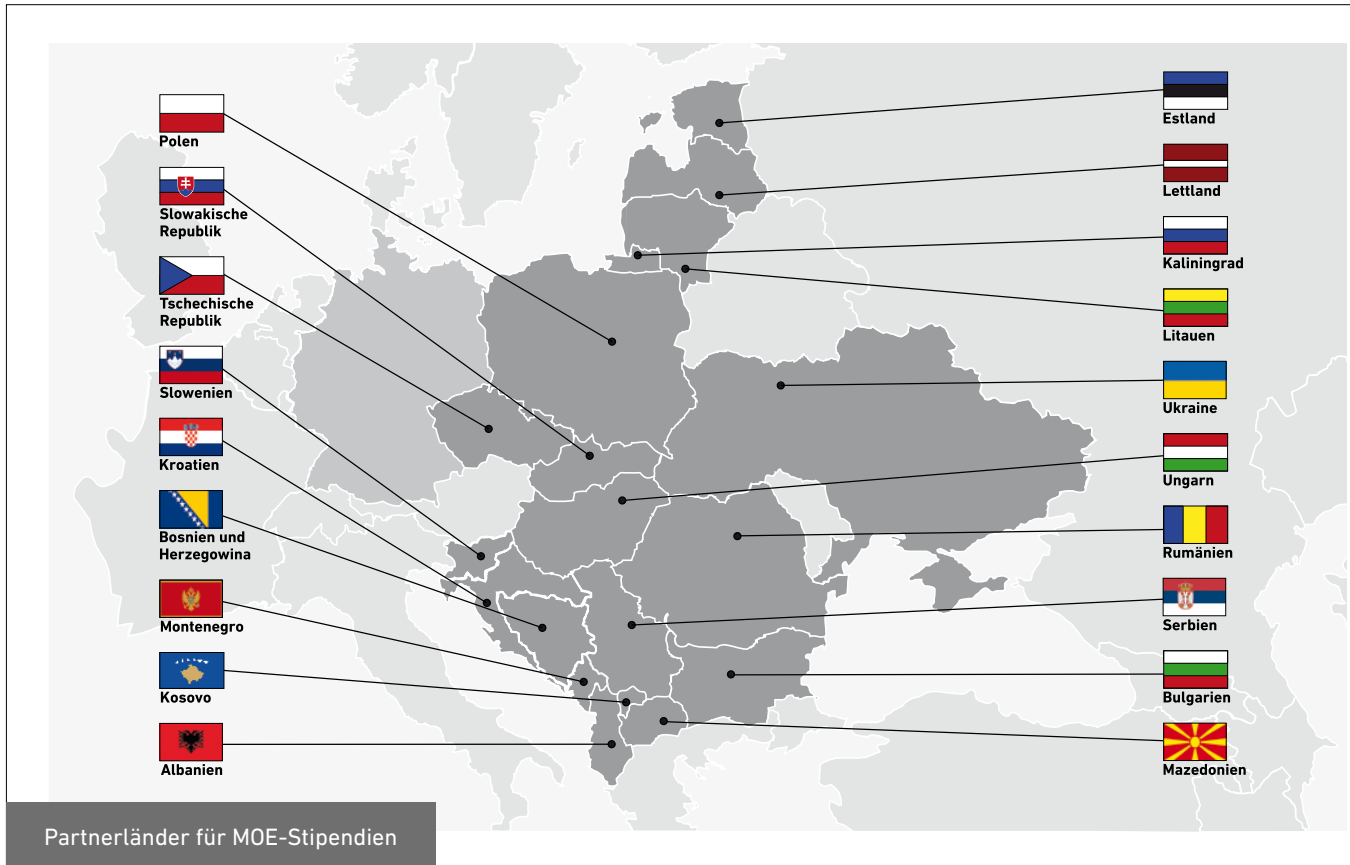 Polen
Slowakische
Republik
Tschechische
Republik
Slowenien
Kroatien
Bosnien und
Herzegowina
Montenegro
Kosovo
Albanien
Estland
Lettland
Kaliningrad
Litauen
Ukraine
Ungarn
Rumänien
Serbien
Bulgarien
Mazedonien
Partnerländer für MOE-Stipendien